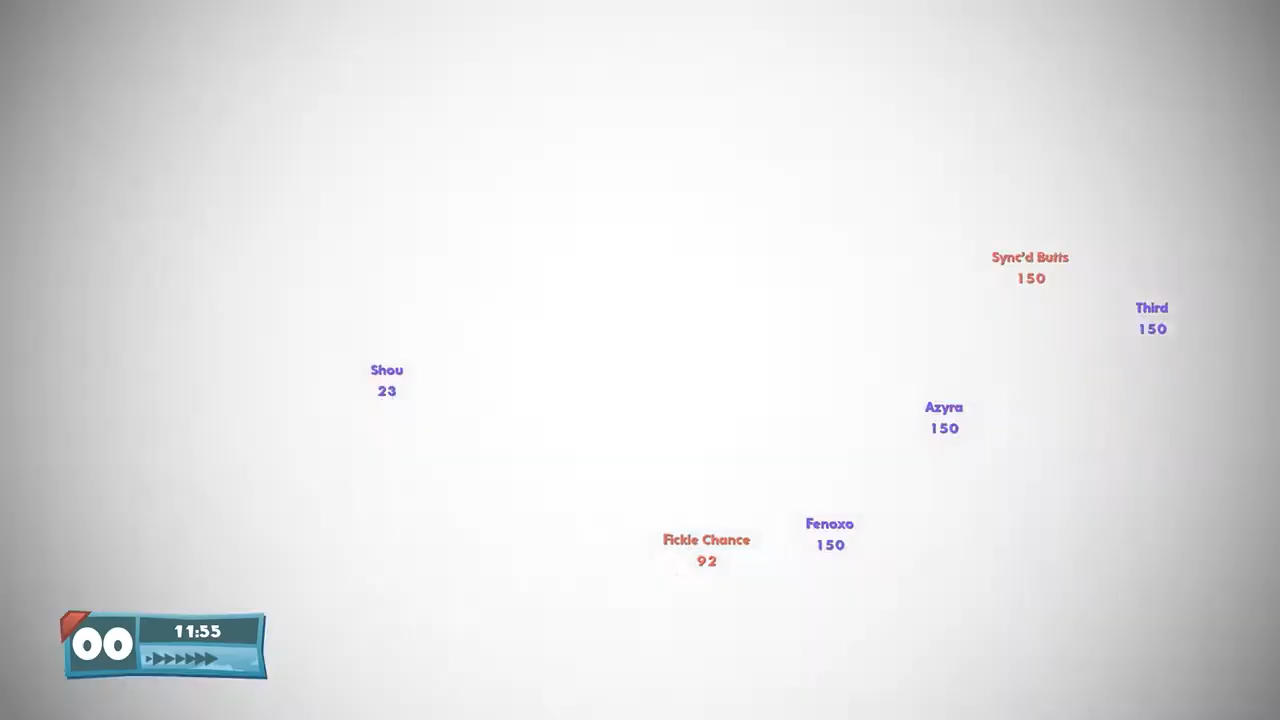 Sync'd Butts
150
Third
150
Shou
23
Azyra
150
Fenoxo
150
Fickle Chance
92
00
11:55